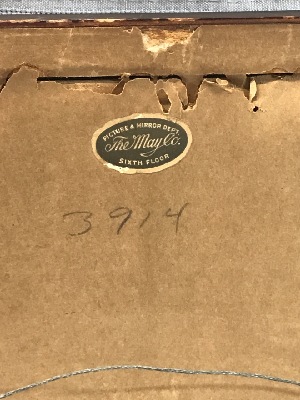 PICTURE & MIRROR DEPT.
The May Co.
SIXTH FLOOR
3914